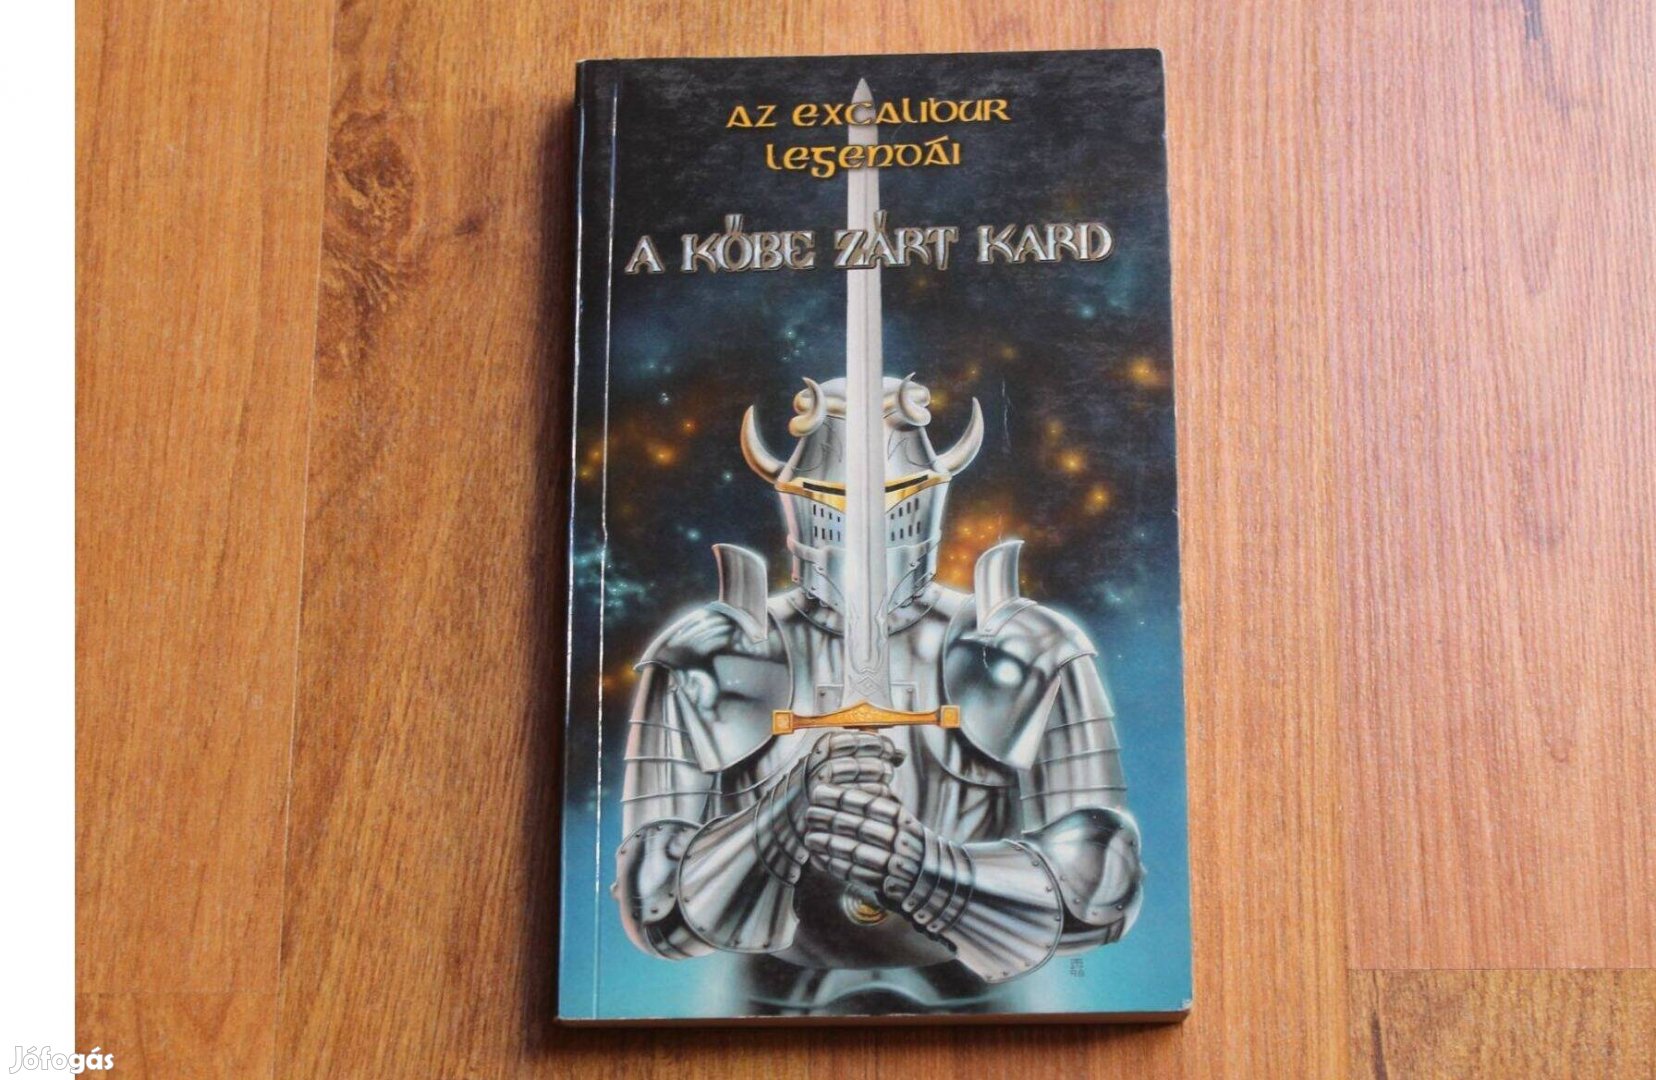 AZ EXCALIBUR
LEGENDÁI
A KŐBE ZÁRT KARD
Jófogás